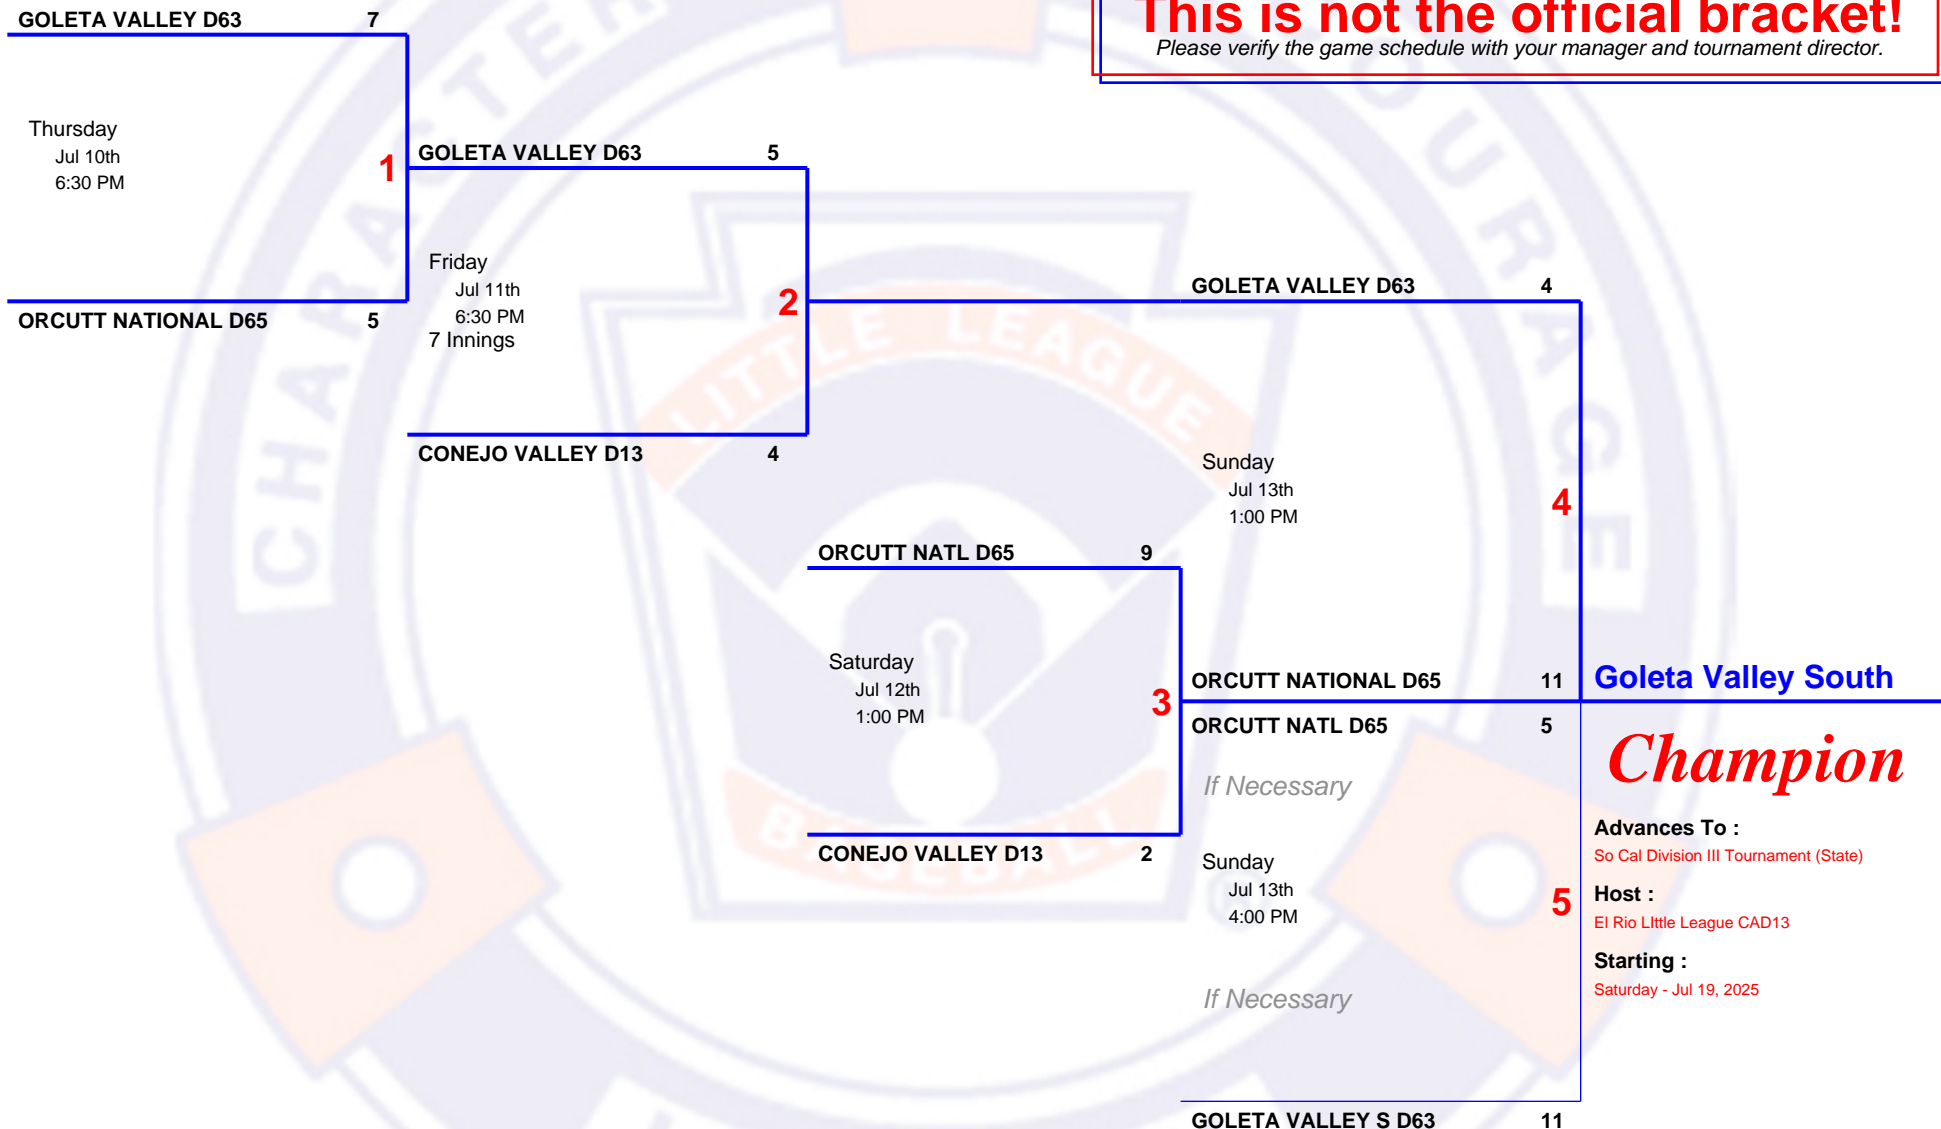 This is not the official bracket!
Please verify the game schedule with your manager and tournament director.
GOLETA VALLEY D63 7
Thursday
Jul 10th
6:30 PM
1
ORCUTT NATIONAL D65 5
GOLETA VALLEY D63 5
Friday
Jul 11th
6:30 PM
7 Innings
2
CONEJO VALLEY D13 4
ORCUTT NATL D65 9
Saturday
Jul 12th
1:00 PM
3
CONEJO VALLEY D13 2
GOLETA VALLEY D63 4
Sunday
Jul 13th
1:00 PM
4
ORCUTT NATIONAL D65 11
ORCUTT NATL D65 5
If Necessary
Sunday
Jul 13th
4:00 PM
5
If Necessary
GOLETA VALLEY S D63 11
Goleta Valley South
Champion
Advances To :
So Cal Division III Tournament (State)
Host :
El Rio LIttle League CAD13
Starting :
Saturday - Jul 19, 2025
CHARACTER
COURAGE
LITTLE LEAGUE
BASEBALL
®